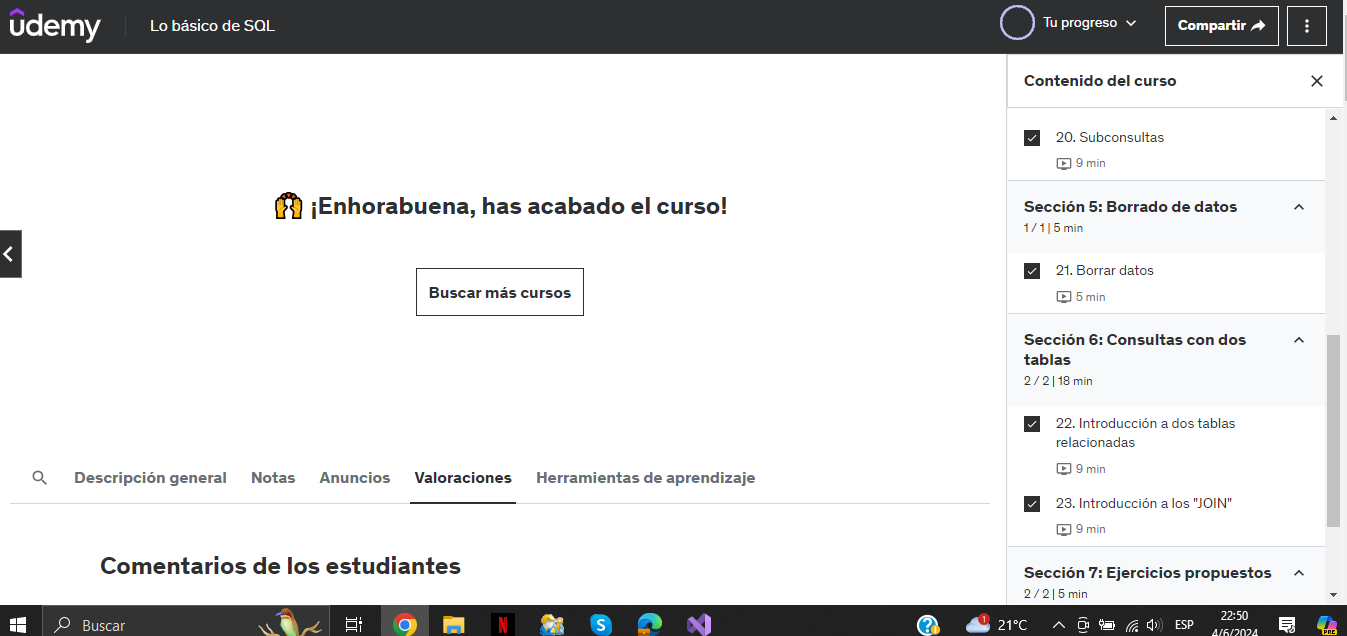 udemy
Lo básico de SQL
Tu progreso
Compartir
Contenido del curso
20. Subconsultas
9 min
Sección 5: Borrado de datos
1 / 1 | 5 min
21. Borrar datos
5 min
Sección 6: Consultas con dos
tablas
2 / 2 | 18 min
22. Introducción a dos tablas
relacionadas
9 min
23. Introducción a los "JOIN"
9 min
Sección 7: Ejercicios propuestos
2 / 2 | 5 min
¡Enhorabuena, has acabado el curso!
Buscar más cursos
Descripción general
Notas
Anuncios
Valoraciones
Herramientas de aprendizaje
Comentarios de los estudiantes
Buscar
N
S
?
1
21°C
ESP
22:50
4/6/2024
PRE